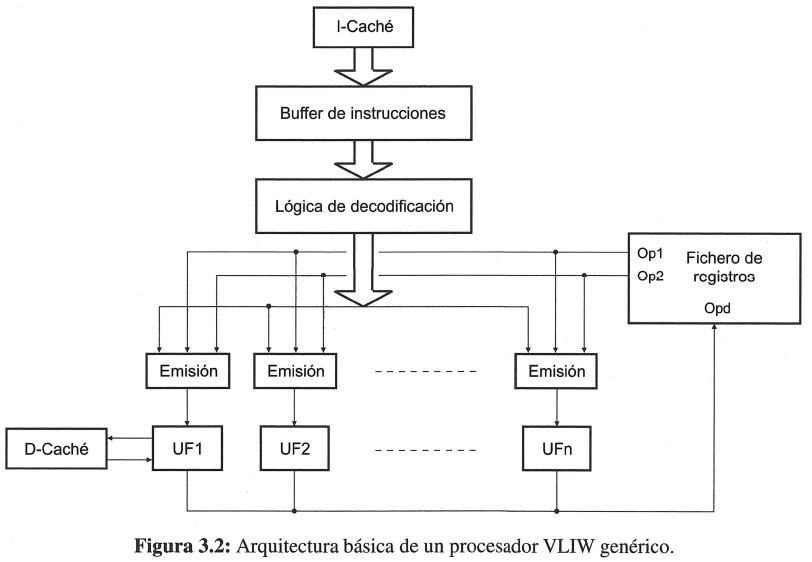 I-Caché
Buffer de instrucciones
Lógica de decodificación
Op1
Op2
Fichero de
registros
Opd
Emisión
Emisión
Emisión
D-Caché
UF1
UF2
UFn
Figura 3.2: Arquitectura básica de un procesador VLIW genérico.